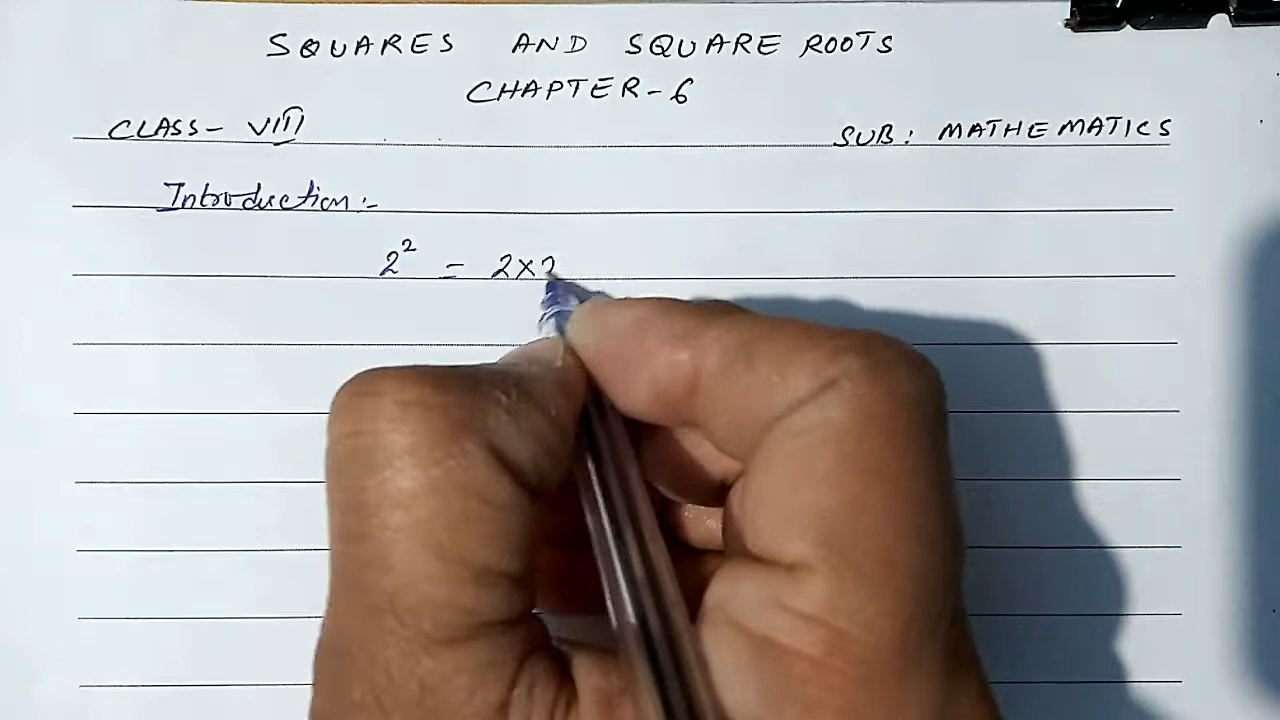 SQUARES AND SQUARE ROOTS
CHAPTER-6
CLASS- VIII
SUB: MATHEMATICS
Introduction:-
2² = 2×2